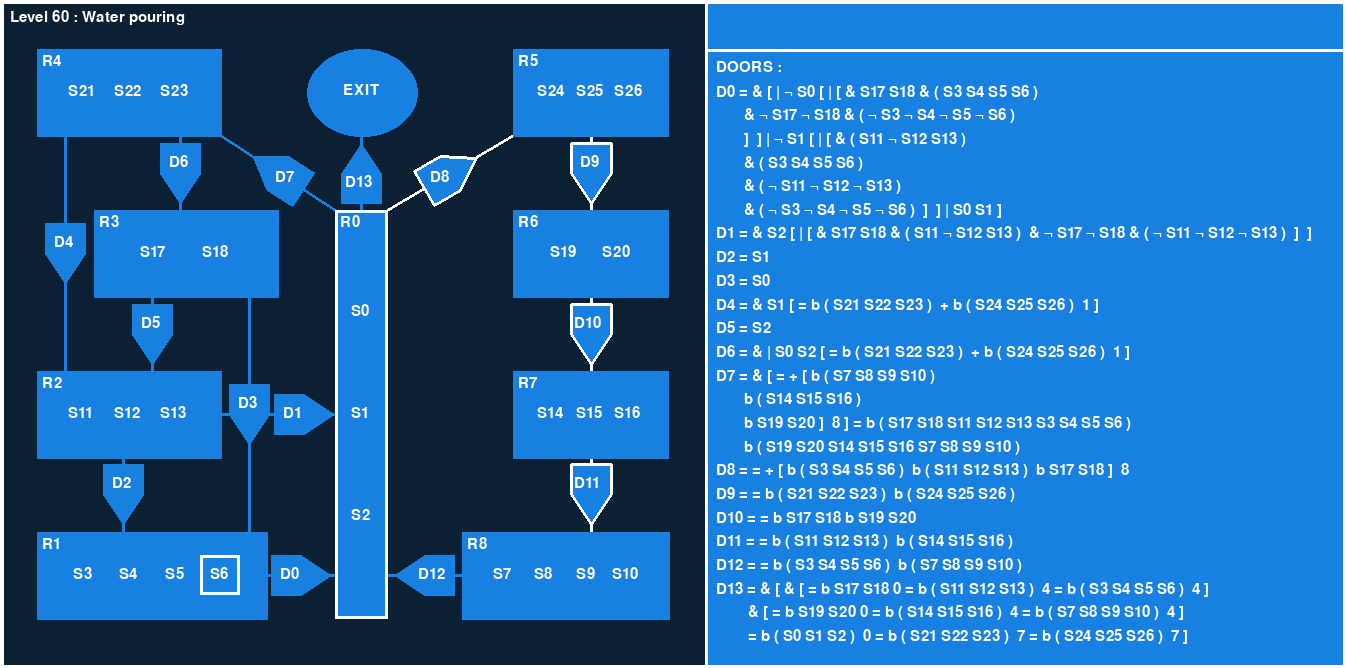 Level 60 : Water pouring
R4
S21 S22 S23
EXIT
R5
S24 S25 S26
D6
D7
D13
D8
D9
D4
R3
S17 S18
R0
S0
R6
S19 S20
D5
D10
R2
S11 S12 S13
D3
D1
S1
R7
S14 S15 S16
D2
D11
S2
R1
S3 S4 S5 S6
D0
D12
R8
S7 S8 S9 S10
DOORS :
D0 = & [ | ¬ S0 [ | [ & S17 S18 & ( S3 S4 S5 S6 )
& ¬ S17 ¬ S18 & ( ¬ S3 ¬ S4 ¬ S5 ¬ S6 )
] ] | ¬ S1 [ | [ & ( S11 ¬ S12 S13 )
& ( S3 S4 S5 S6 )
& ( ¬ S11 ¬ S12 ¬ S13 )
& ( ¬ S3 ¬ S4 ¬ S5 ¬ S6 ) ] ] | S0 S1 ]
D1 = & S2 [ | [ & S17 S18 & ( S11 ¬ S12 S13 ) & ¬ S17 ¬ S18 & ( ¬ S11 ¬ S12 ¬ S13 ) ] ]
D2 = S1
D3 = S0
D4 = & S1 [ = b ( S21 S22 S23 ) + b ( S24 S25 S26 ) 1 ]
D5 = S2
D6 = & | S0 S2 [ = b ( S21 S22 S23 ) + b ( S24 S25 S26 ) 1 ]
D7 = & [ = + [ b ( S7 S8 S9 S10 )
b ( S14 S15 S16 )
b S19 S20 ] 8 ] = b ( S17 S18 S11 S12 S13 S3 S4 S5 S6 )
b ( S19 S20 S14 S15 S16 S7 S8 S9 S10 )
D8 = = + [ b ( S3 S4 S5 S6 ) b ( S11 S12 S13 ) b S17 S18 ] 8
D9 = = b ( S21 S22 S23 ) b ( S24 S25 S26 )
D10 = = b S17 S18 b S19 S20
D11 = = b ( S11 S12 S13 ) b ( S14 S15 S16 )
D12 = = b ( S3 S4 S5 S6 ) b ( S7 S8 S9 S10 )
D13 = & [ & [ = b S17 S18 0 = b ( S11 S12 S13 ) 4 = b ( S3 S4 S5 S6 ) 4 ]
& [ = b S19 S20 0 = b ( S14 S15 S16 ) 4 = b ( S7 S8 S9 S10 ) 4 ]
= b ( S0 S1 S2 ) 0 = b ( S21 S22 S23 ) 7 = b ( S24 S25 S26 ) 7 ]